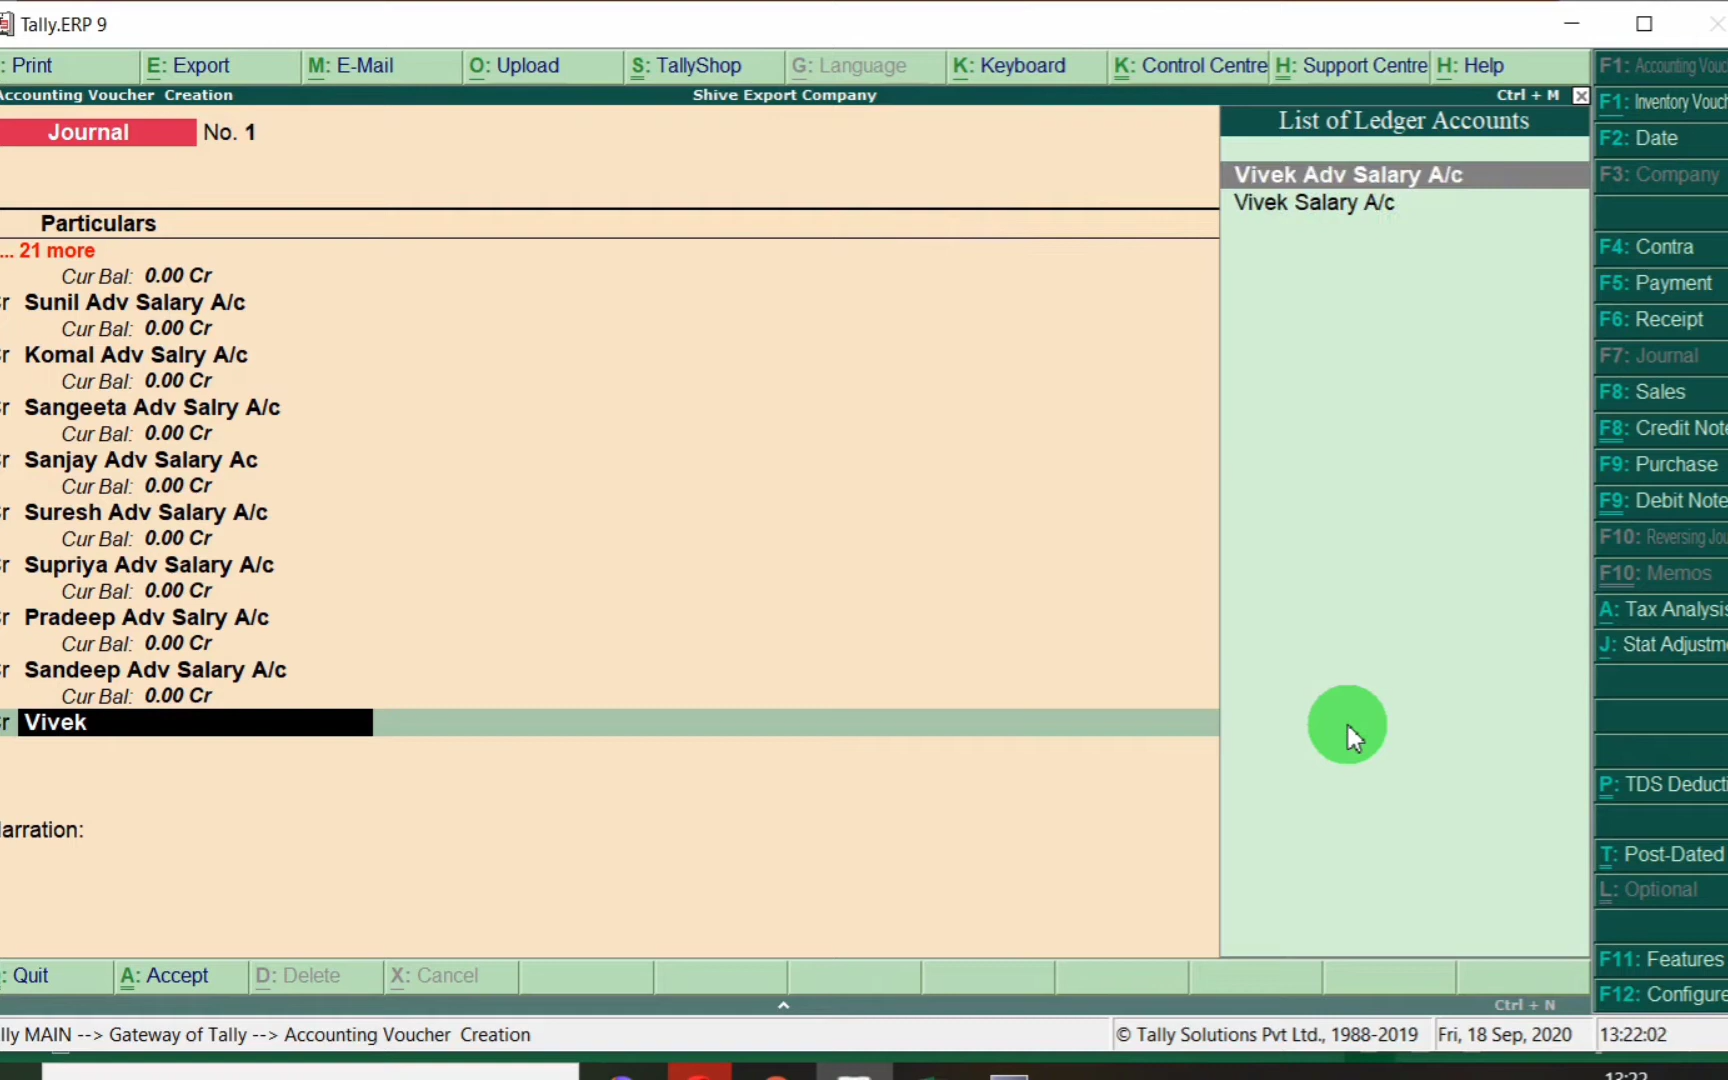 Tally.ERP 9
: Print E: Export M: E-Mail O: Upload S: TallyShop G: Language K: Keyboard K: Control Centre H: Support Centre H: Help
Accounting Voucher Creation Shive Export Company Ctrl + M
Journal No. 1
List of Ledger Accounts
Vivek Adv Salary A/c
Vivek Salary A/c
Particulars
... 21 more
Cur Bal: 0.00 Cr
r Sunil Adv Salary A/c
Cur Bal: 0.00 Cr
r Komal Adv Salry A/c
Cur Bal: 0.00 Cr
r Sangeeta Adv Salry A/c
Cur Bal: 0.00 Cr
r Sanjay Adv Salary Ac
Cur Bal: 0.00 Cr
r Suresh Adv Salary A/c
Cur Bal: 0.00 Cr
r Supriya Adv Salary A/c
Cur Bal: 0.00 Cr
r Pradeep Adv Salry A/c
Cur Bal: 0.00 Cr
r Sandeep Adv Salary A/c
Cur Bal: 0.00 Cr
r Vivek
arration:
F1: Accounting Vouc
F1: Inventory Vouch
F2: Date
F3: Company
F4: Contra
F5: Payment
F6: Receipt
F7: Journal
F8: Sales
F8: Credit Note
F9: Purchase
F9: Debit Note
F10: Reversing Jou
F10: Memos
A: Tax Analysis
J: Stat Adjustme
P: TDS Deducti
T: Post-Dated
L: Optional
F11: Features
F12: Configure
: Quit A: Accept D: Delete X: Cancel
Ctrl + N
lly MAIN --> Gateway of Tally --> Accounting Voucher Creation © Tally Solutions Pvt Ltd., 1988-2019 Fri, 18 Sep, 2020 13:22:02
13:22